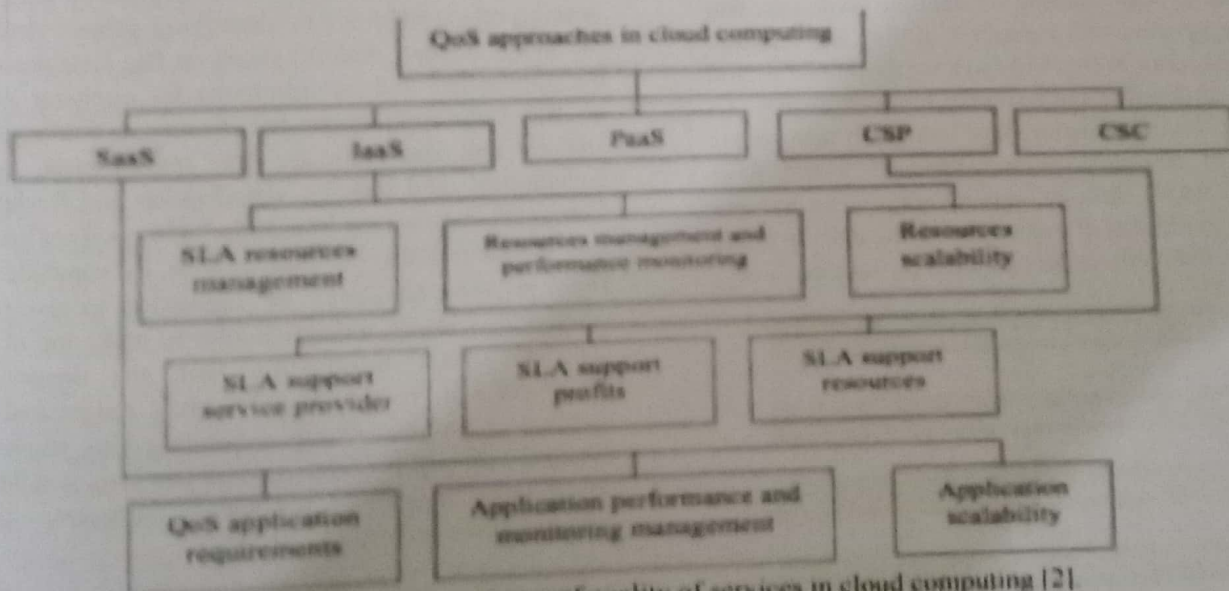 QoS approaches in cloud computing
SaaS
IaaS
PaaS
CSP
CSC
SLA resources
management
Resources management and
performance monitoring
Resources
scalability
SLA support
service provider
SLA support
profits
SLA support
resources
QoS application
requirements
Application performance and
monitoring management
Application
scalability
of services in cloud computing [2]